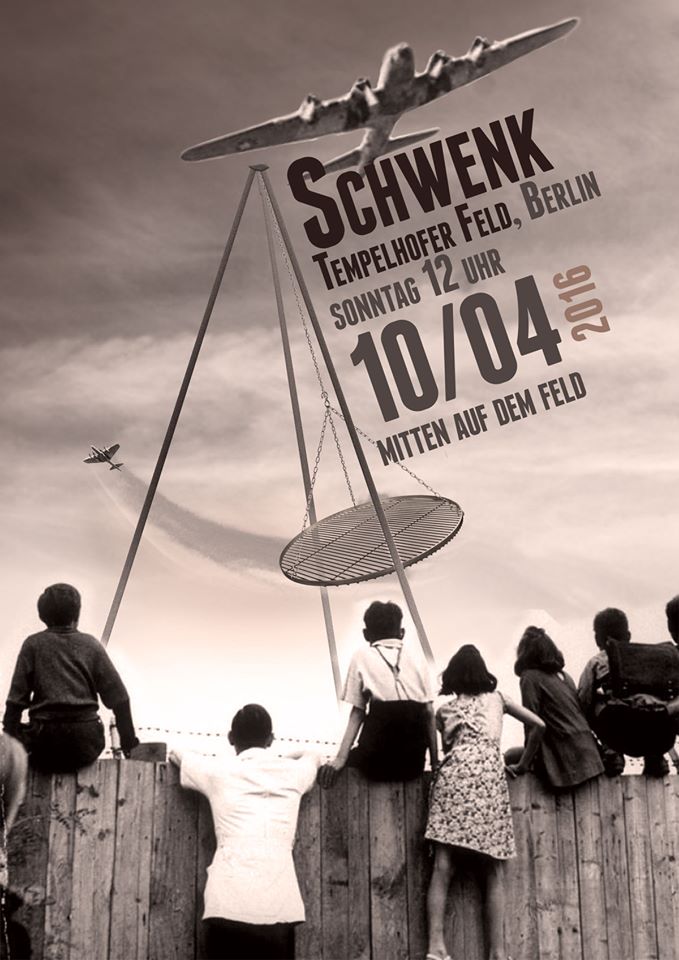 SCHWENK
TEMPELHOFER FELD, BERLIN
SONNTAG 12 UHR
10/04 2016
MITTEN AUF DEM FELD